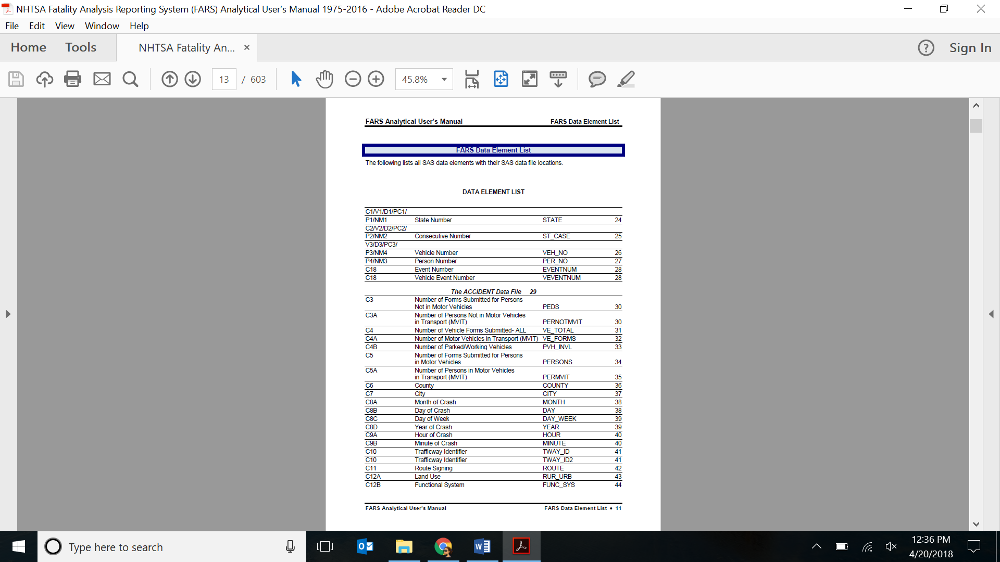 NHTSA Fatality Analysis Reporting System (FARS) Analytical User's Manual 1975-2016 - Adobe Acrobat Reader DC
File Edit View Window Help
Home Tools NHTSA Fatality An... × ? Sign In
13 / 603 45.8%
FARS Analytical User's Manual FARS Data Element List
FARS Data Element List
The following lists all SAS data elements with their SAS data file locations.
DATA ELEMENT LIST
C1/V1/D1/PC1/
P1/NM1 State Number STATE 24
C2/V2/D2/PC2/
P2/NM2 Consecutive Number ST_CASE 25
V3/D3/PC3/
P3/NM4 Vehicle Number VEH_NO 26
P4/NM3 Person Number PER_NO 27
C18 Event Number EVENTNUM 28
C18 Vehicle Event Number VEVENTNUM 28
The ACCIDENT Data File 29
C3 Number of Forms Submitted for Persons
Not in Motor Vehicles PEDS 30
C3A Number of Persons Not in Motor Vehicles
in Transport (MVIT) PERNOTMVIT 30
C4 Number of Vehicle Forms Submitted- ALL VE_TOTAL 31
C4A Number of Motor Vehicles in Transport (MVIT) VE_FORMS 32
C4B Number of Parked/Working Vehicles PVH_INVL 33
C5 Number of Forms Submitted for Persons
in Motor Vehicles PERSONS 34
C5A Number of Persons in Motor Vehicles
in Transport (MVIT) PERMVIT 35
C6 County COUNTY 36
C7 City CITY 37
C8A Month of Crash MONTH 38
C8B Day of Crash DAY 38
C8C Day of Week DAY_WEEK 39
C8D Year of Crash YEAR 39
C9A Hour of Crash HOUR 40
C9B Minute of Crash MINUTE 40
C10 Trafficway Identifier TWAY_ID 41
C10 Trafficway Identifier TWAY_ID2 41
C11 Route Signing ROUTE 42
C12A Land Use RUR_URB 43
C12B Functional System FUNC_SYS 44
FARS Analytical User's Manual FARS Data Element List • 11
Type here to search
12:36 PM
4/20/2018